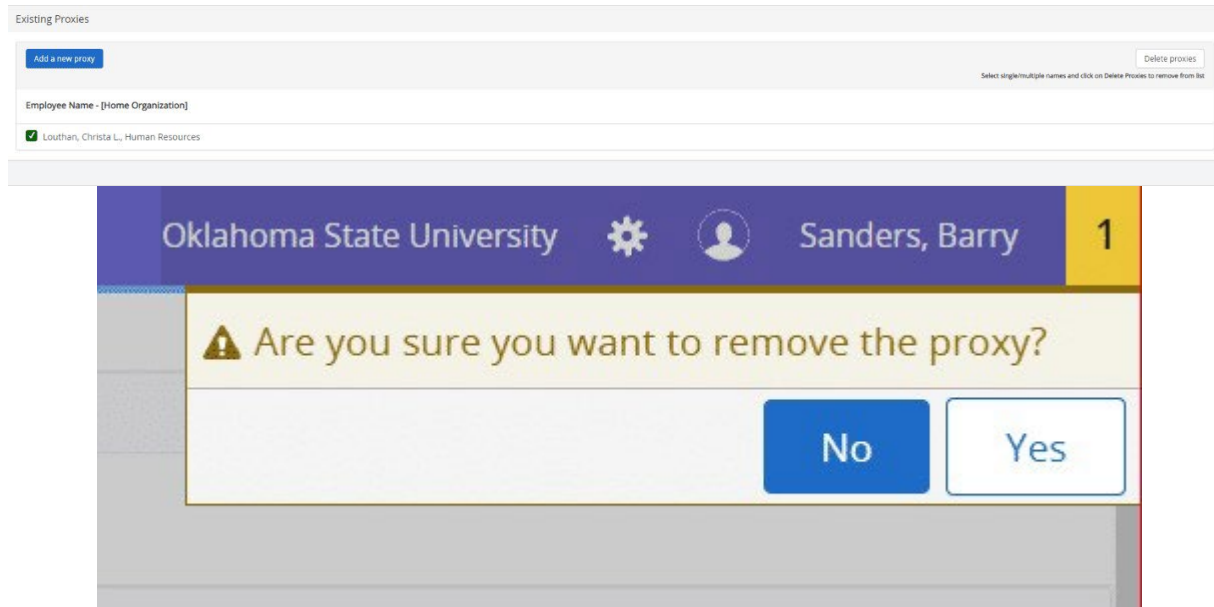 Existing Proxies
Add a new proxy
Delete proxies
Select single/multiple names and click on Delete Proxies to remove from list
Employee Name - [Home Organization]
Louthan, Christa L., Human Resources
Oklahoma State University Sanders, Barry 1
Are you sure you want to remove the proxy?
No Yes